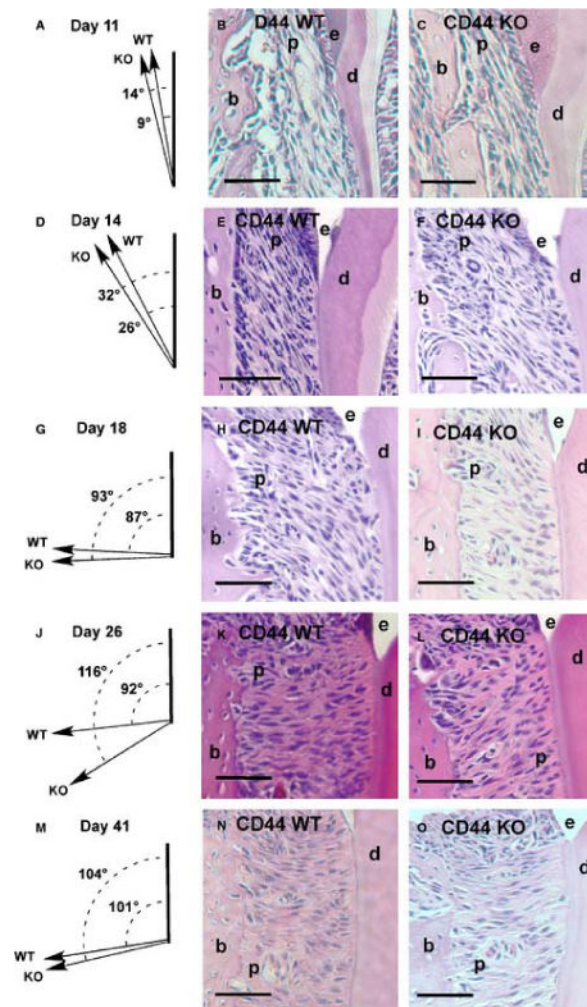 A Day 11
WT
KO
14°
9°
B D44 WT
p
e
b
d
C CD44 KO
p
e
b
d
D Day 14
WT
KO
32°
26°
E CD44 WT
p
e
b
d
F CD44 KO
p
e
b
d
G Day 18
93°
87°
WT
KO
H CD44 WT
e
d
p
b
I CD44 KO
e
d
p
b
J Day 26
116°
92°
WT
KO
K CD44 WT
e
p
d
b
L CD44 KO
e
d
b
p
M Day 41
104°
101°
WT
KO
N CD44 WT
d
b
p
O CD44 KO
e
d
b
p